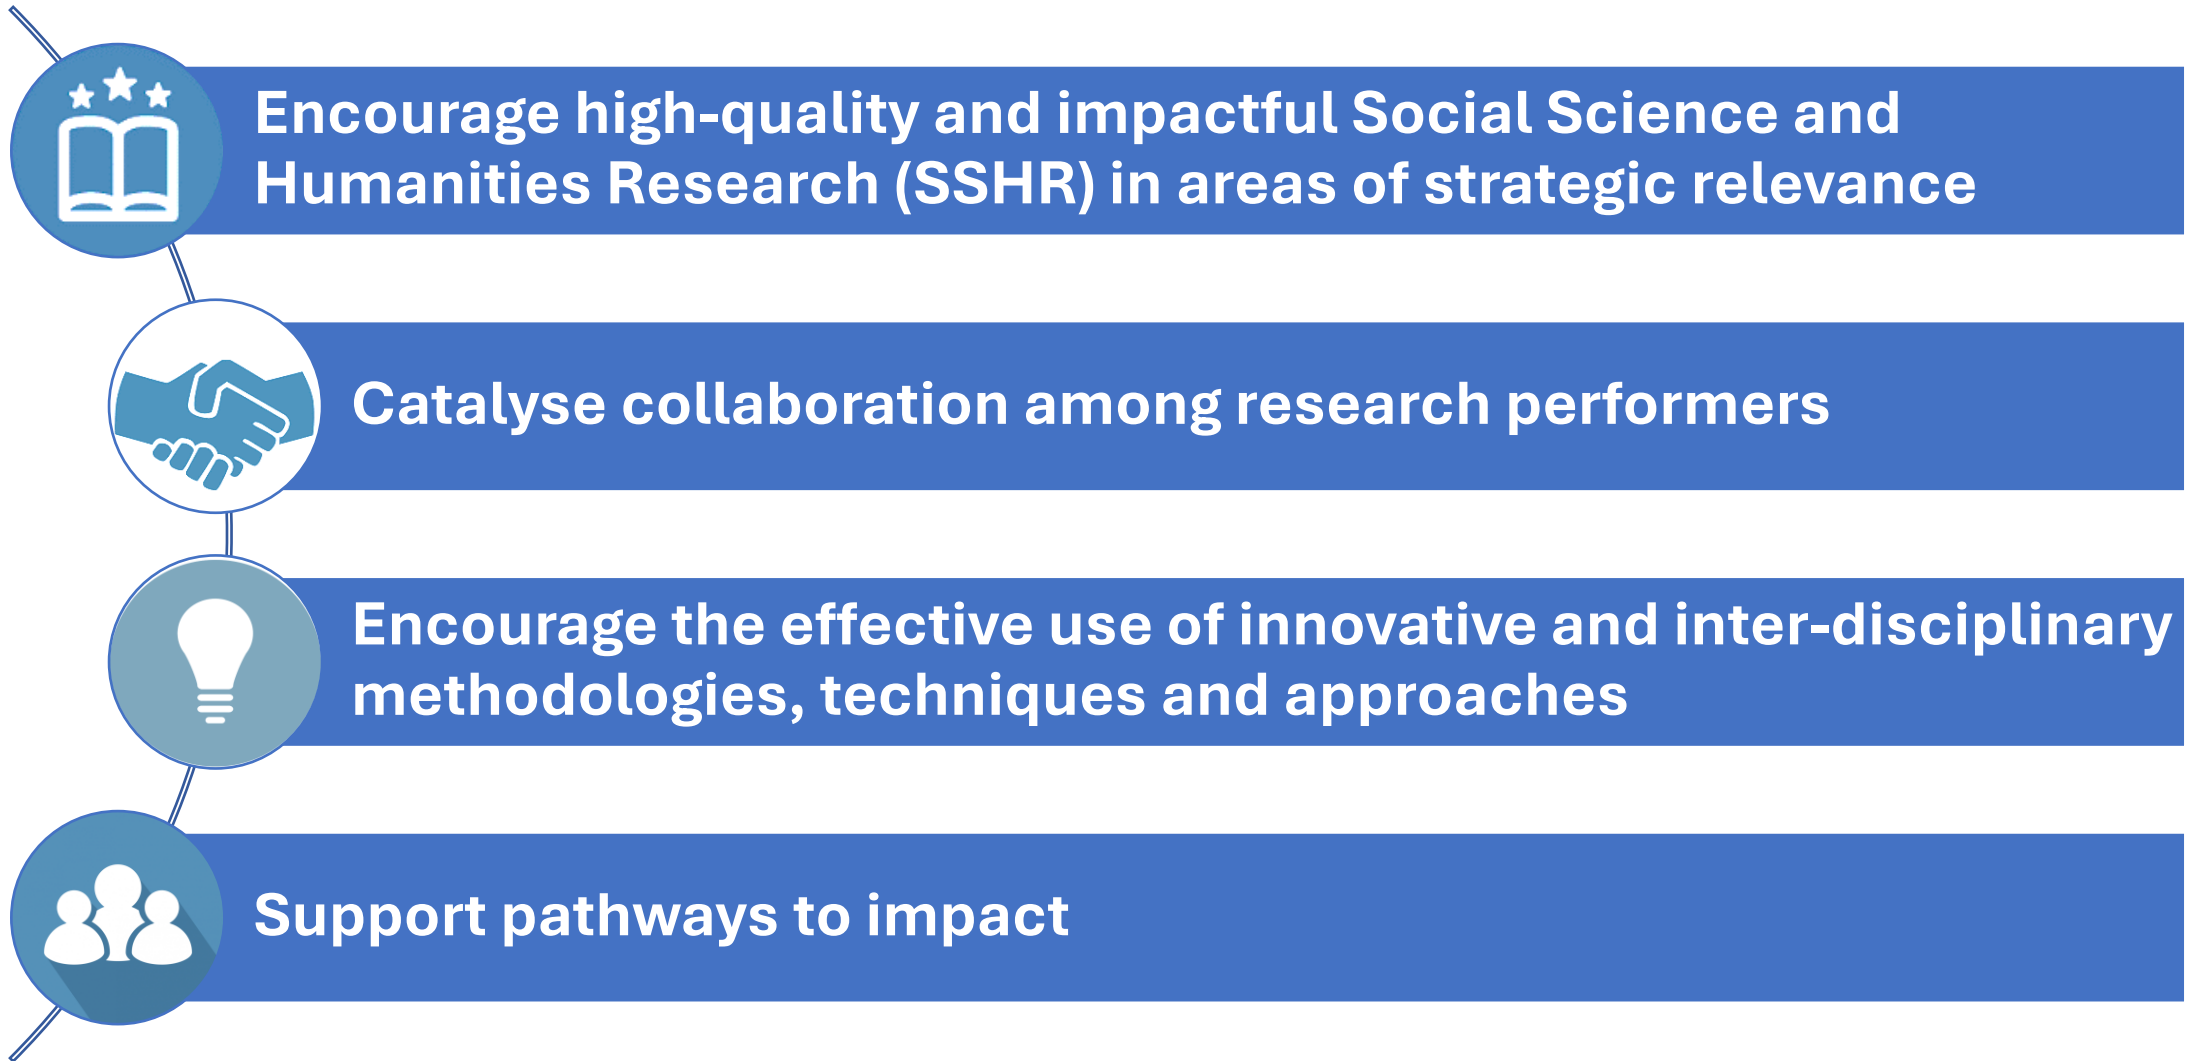 Encourage high-quality and impactful Social Science and
Humanities Research (SSHR) in areas of strategic relevance
Catalyse collaboration among research performers
Encourage the effective use of innovative and inter-disciplinary
methodologies, techniques and approaches
Support pathways to impact